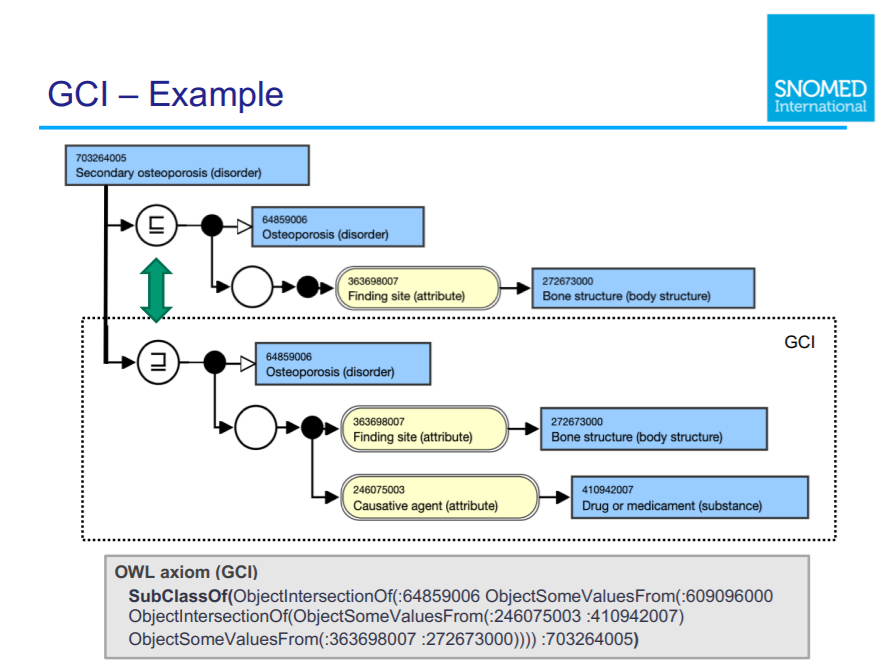 GCI – Example
SNOMED
International
703264005
Secondary osteoporosis (disorder)
⊑
64859006
Osteoporosis (disorder)
363698007
Finding site (attribute)
272673000
Bone structure (body structure)
GCI
⊒
64859006
Osteoporosis (disorder)
363698007
Finding site (attribute)
272673000
Bone structure (body structure)
246075003
Causative agent (attribute)
410942007
Drug or medicament (substance)
OWL axiom (GCI)
SubClassOf(ObjectIntersectionOf(:64859006 ObjectSomeValuesFrom(:609096000
ObjectIntersectionOf(ObjectSomeValuesFrom(:246075003 :410942007)
ObjectSomeValuesFrom(:363698007 :272673000)))) :703264005)